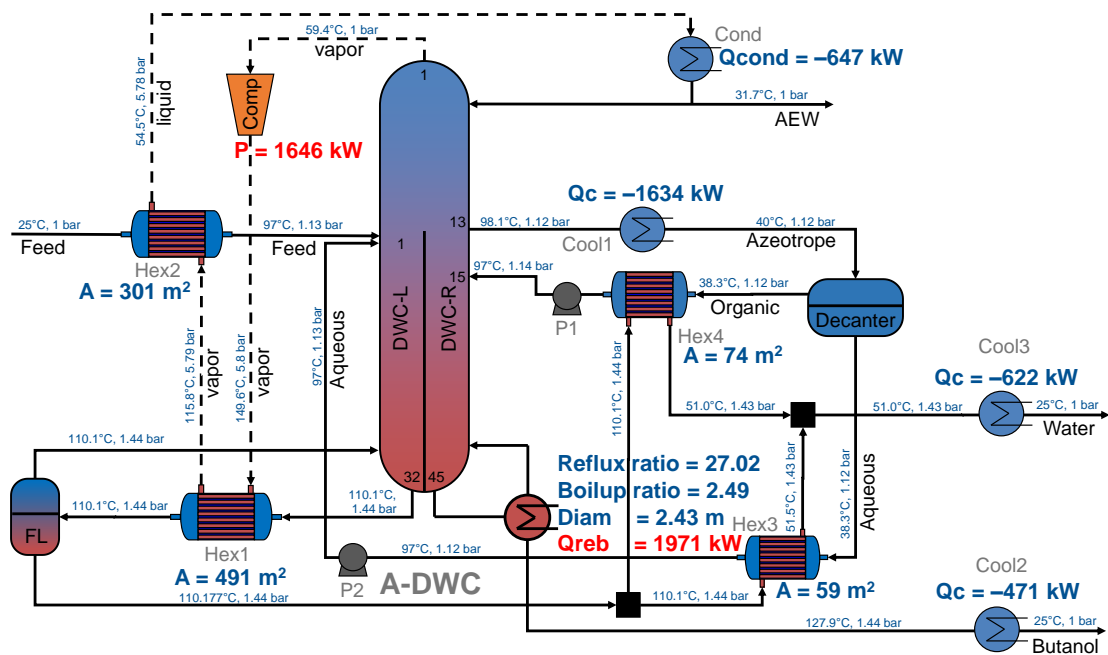 59.4°C, 1 bar
vapor
54.5°C, 5.78 bar
liquid
Cond
Qcond = –647 kW
31.7°C, 1 bar
AEW
1
Comp
P = 1646 kW
Qc = –1634 kW
25°C, 1 bar
Feed
Hex2
A = 301 m²
97°C, 1.13 bar
Feed
1
13
98.1°C, 1.12 bar
Cool1
40°C, 1.12 bar
Azeotrope
15
97°C, 1.14 bar
P1
38.3°C, 1.12 bar
Organic
Decanter
Hex4
A = 74 m²
DWC-L
DWC-R
97°C, 1.13 bar
Aqueous
115.8°C, 5.79 bar
vapor
149.6°C, 5.8 bar
vapor
110.1°C, 1.44 bar
51.0°C, 1.43 bar
Cool3
Qc = –622 kW
51.0°C, 1.43 bar
25°C, 1 bar
Water
110.1°C, 1.44 bar
32
45
110.1°C,
1.44 bar
FL
Hex1
A = 491 m²
Reflux ratio = 27.02
Boilup ratio = 2.49
Diam = 2.43 m
Qreb = 1971 kW
51.5°C, 1.43 bar
38.3°C, 1.12 bar
Aqueous
Hex3
A = 59 m²
97°C, 1.12 bar
P2
A-DWC
110.177°C, 1.44 bar
110.1°C, 1.44 bar
Cool2
Qc = –471 kW
127.9°C, 1.44 bar
25°C, 1 bar
Butanol